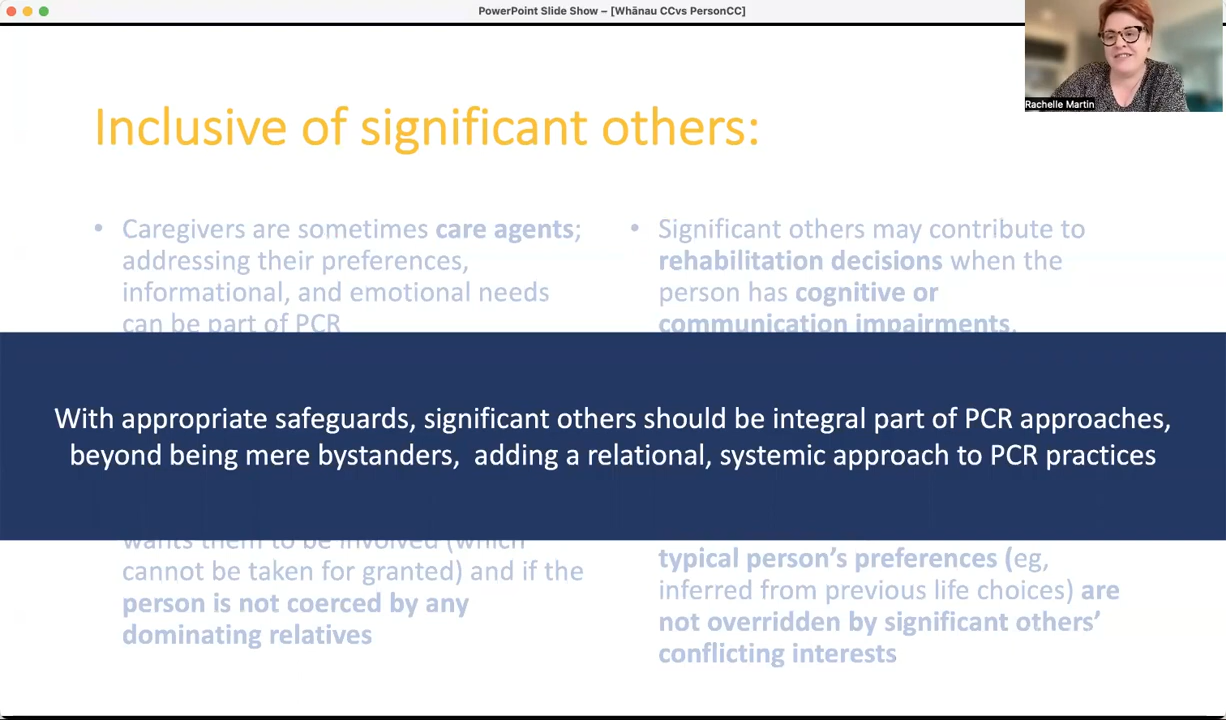 PowerPoint Slide Show – [Whānau CCvs PersonCC]
Rachelle Martin
Inclusive of significant others:
• Caregivers are sometimes care agents;
addressing their preferences,
informational, and emotional needs
can be part of PCR
• Significant others may contribute to
rehabilitation decisions when the
person has cognitive or
communication impairments.
With appropriate safeguards, significant others should be integral part of PCR approaches,
beyond being mere bystanders,  adding a relational, systemic approach to PCR practices
wants them to be involved (which
cannot be taken for granted) and if the
person is not coerced by any
dominating relatives
typical person’s preferences (eg,
inferred from previous life choices) are
not overridden by significant others’
conflicting interests